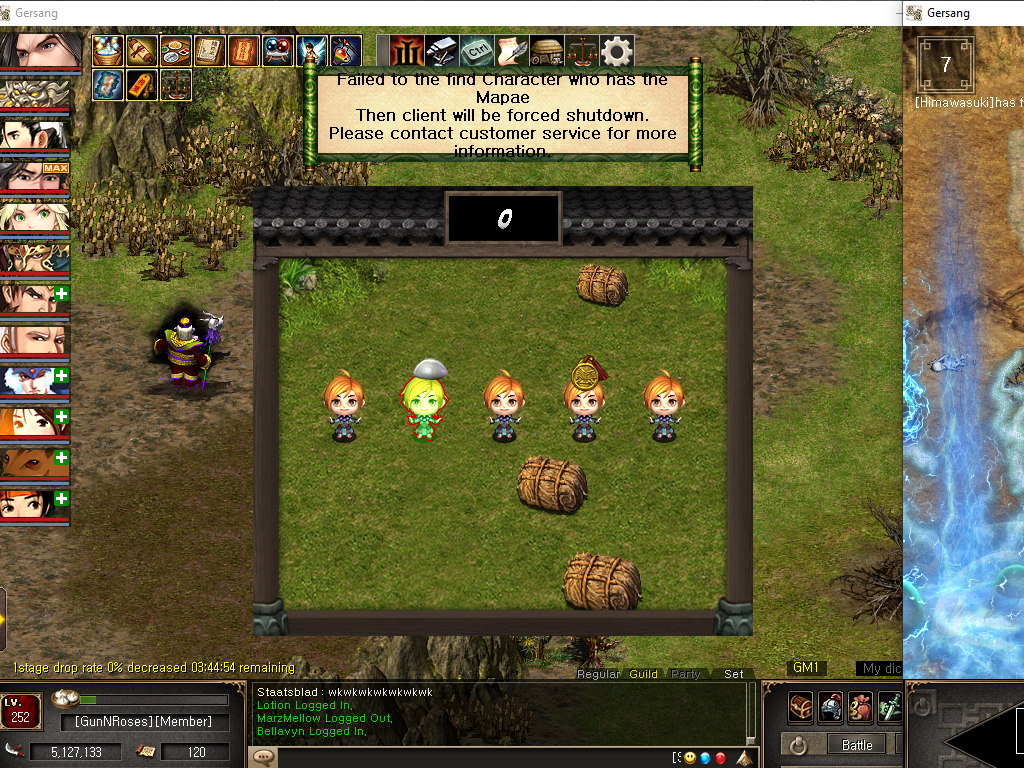 Gersang
Gersang
Ctrl
7
Failed to the find Character who has the
Mapae
Then client will be forced shutdown.
Please contact customer service for more
information.
[Himawasuki]has f
MAX
0
1stage drop rate 0% decreased 03:44:54 remaining
Regular Guild Party Set
GM1
My dic
Staatsblad : wkwkwkwkwkwkwk
Lotion Logged In.
MarzMellow Logged Out.
Bellavyn Logged In.
LV.
252
[GunNRoses][Member]
5,127,133
120
[S
Battle